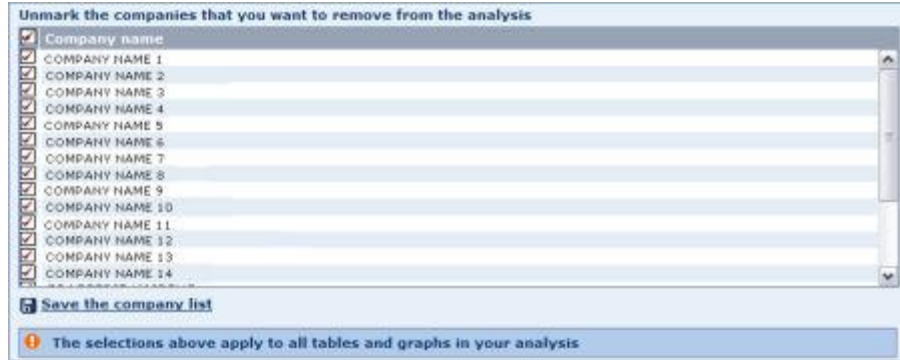 Unmark the companies that you want to remove from the analysis
Company name
COMPANY NAME 1
COMPANY NAME 2
COMPANY NAME 3
COMPANY NAME 4
COMPANY NAME 5
COMPANY NAME 6
COMPANY NAME 7
COMPANY NAME 8
COMPANY NAME 9
COMPANY NAME 10
COMPANY NAME 11
COMPANY NAME 12
COMPANY NAME 13
COMPANY NAME 14
Save the company list
The selections above apply to all tables and graphs in your analysis